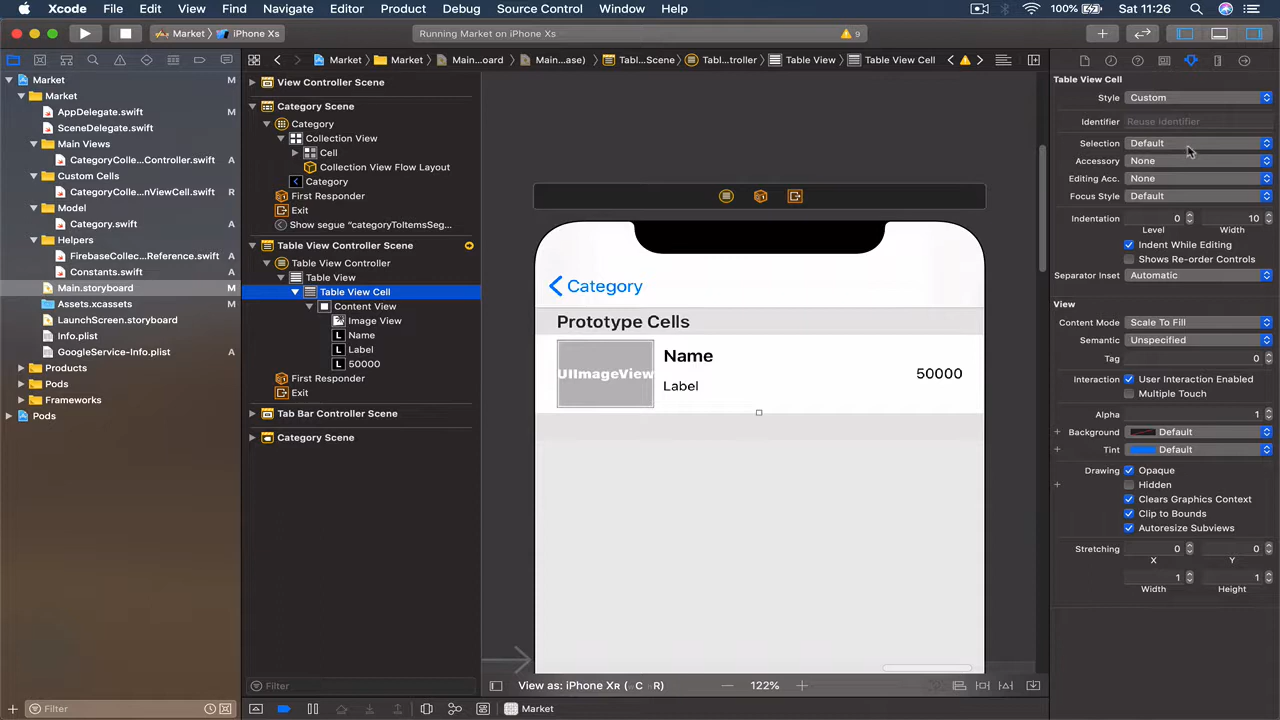 Xcode File Edit View Find Navigate Editor Product Debug Source Control Window Help 100% Sat 11:26
Market › iPhone Xs Running Market on iPhone Xs 9
Market › Market › Main....oard › Main....ase) › Tabl...Scene › Tabl...troller › Table View › Table View Cell
Market M
Market
AppDelegate.swift M
SceneDelegate.swift
Main Views
CategoryColle...Controller.swift A
Custom Cells
CategoryColle...nViewCell.swift R
Model
Category.swift A
Helpers
FirebaseCollec...Reference.swift A
Constants.swift A
Main.storyboard M
Assets.xcassets M
LaunchScreen.storyboard
Info.plist
GoogleService-Info.plist A
Products
Pods
Frameworks
Pods
Filter
View Controller Scene
Category Scene
Category
Collection View
Cell
Collection View Flow Layout
Category
First Responder
Exit
Show segue "categoryToItemsSeg...
Table View Controller Scene
Table View Controller
Table View
Table View Cell
Content View
Image View
Name
L Label
L 50000
First Responder
Exit
Tab Bar Controller Scene
Category Scene
Filter
Category
Prototype Cells
UIImageView
Name
Label
50000
View as: iPhone XR (wC hR) — 122% +
Market
Table View Cell
Style Custom
Identifier Reuse Identifier
Selection Default
Accessory None
Editing Acc. None
Focus Style Default
Indentation 0 10
Level Width
Indent While Editing
Shows Re-order Controls
Separator Inset Automatic
View
Content Mode Scale To Fill
Semantic Unspecified
Tag 0
Interaction User Interaction Enabled
Multiple Touch
Alpha 1
Background Default
Tint Default
Drawing Opaque
Hidden
Clears Graphics Context
Clip to Bounds
Autoresize Subviews
Stretching 0 0
X Y
1 1
Width Height